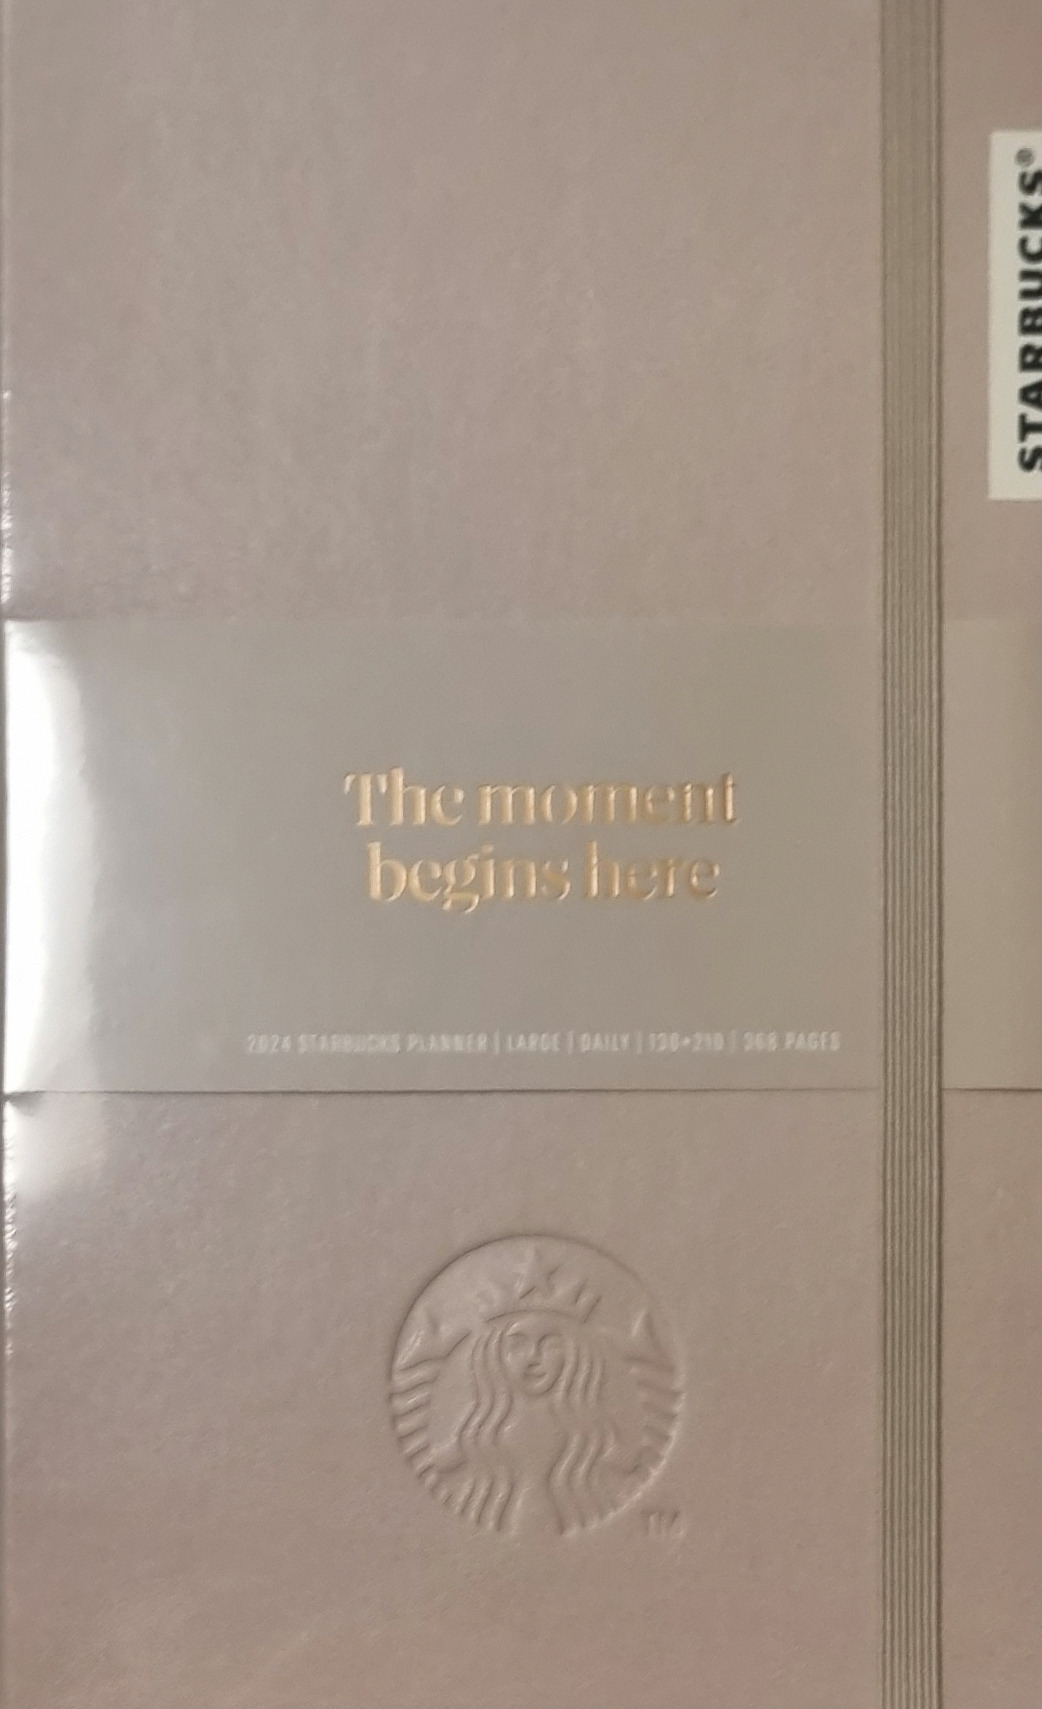 STARBUCKS®
The moment
begins here
2024 STARBUCKS PLANNER | LARGE | DAILY | 130*210 | 368 PAGES
TM